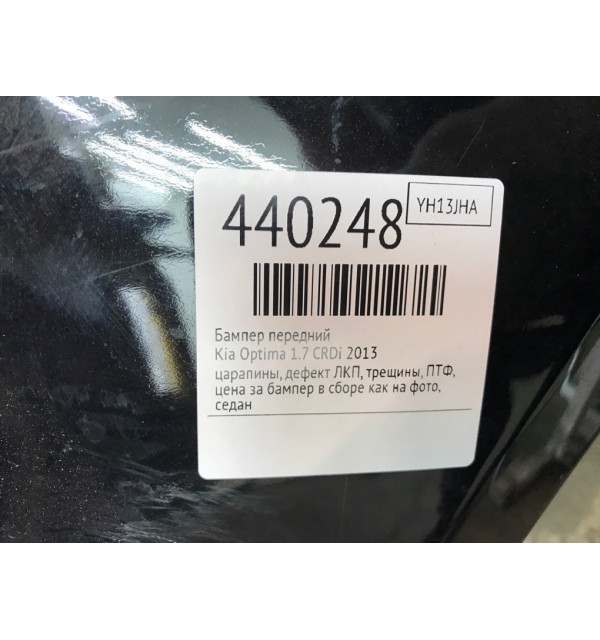 440248
YH13JHA
Бампер передний
Kia Optima 1.7 CRDi 2013
царапины, дефект ЛКП, трещины, ПТФ,
цена за бампер в сборе как на фото,
седан